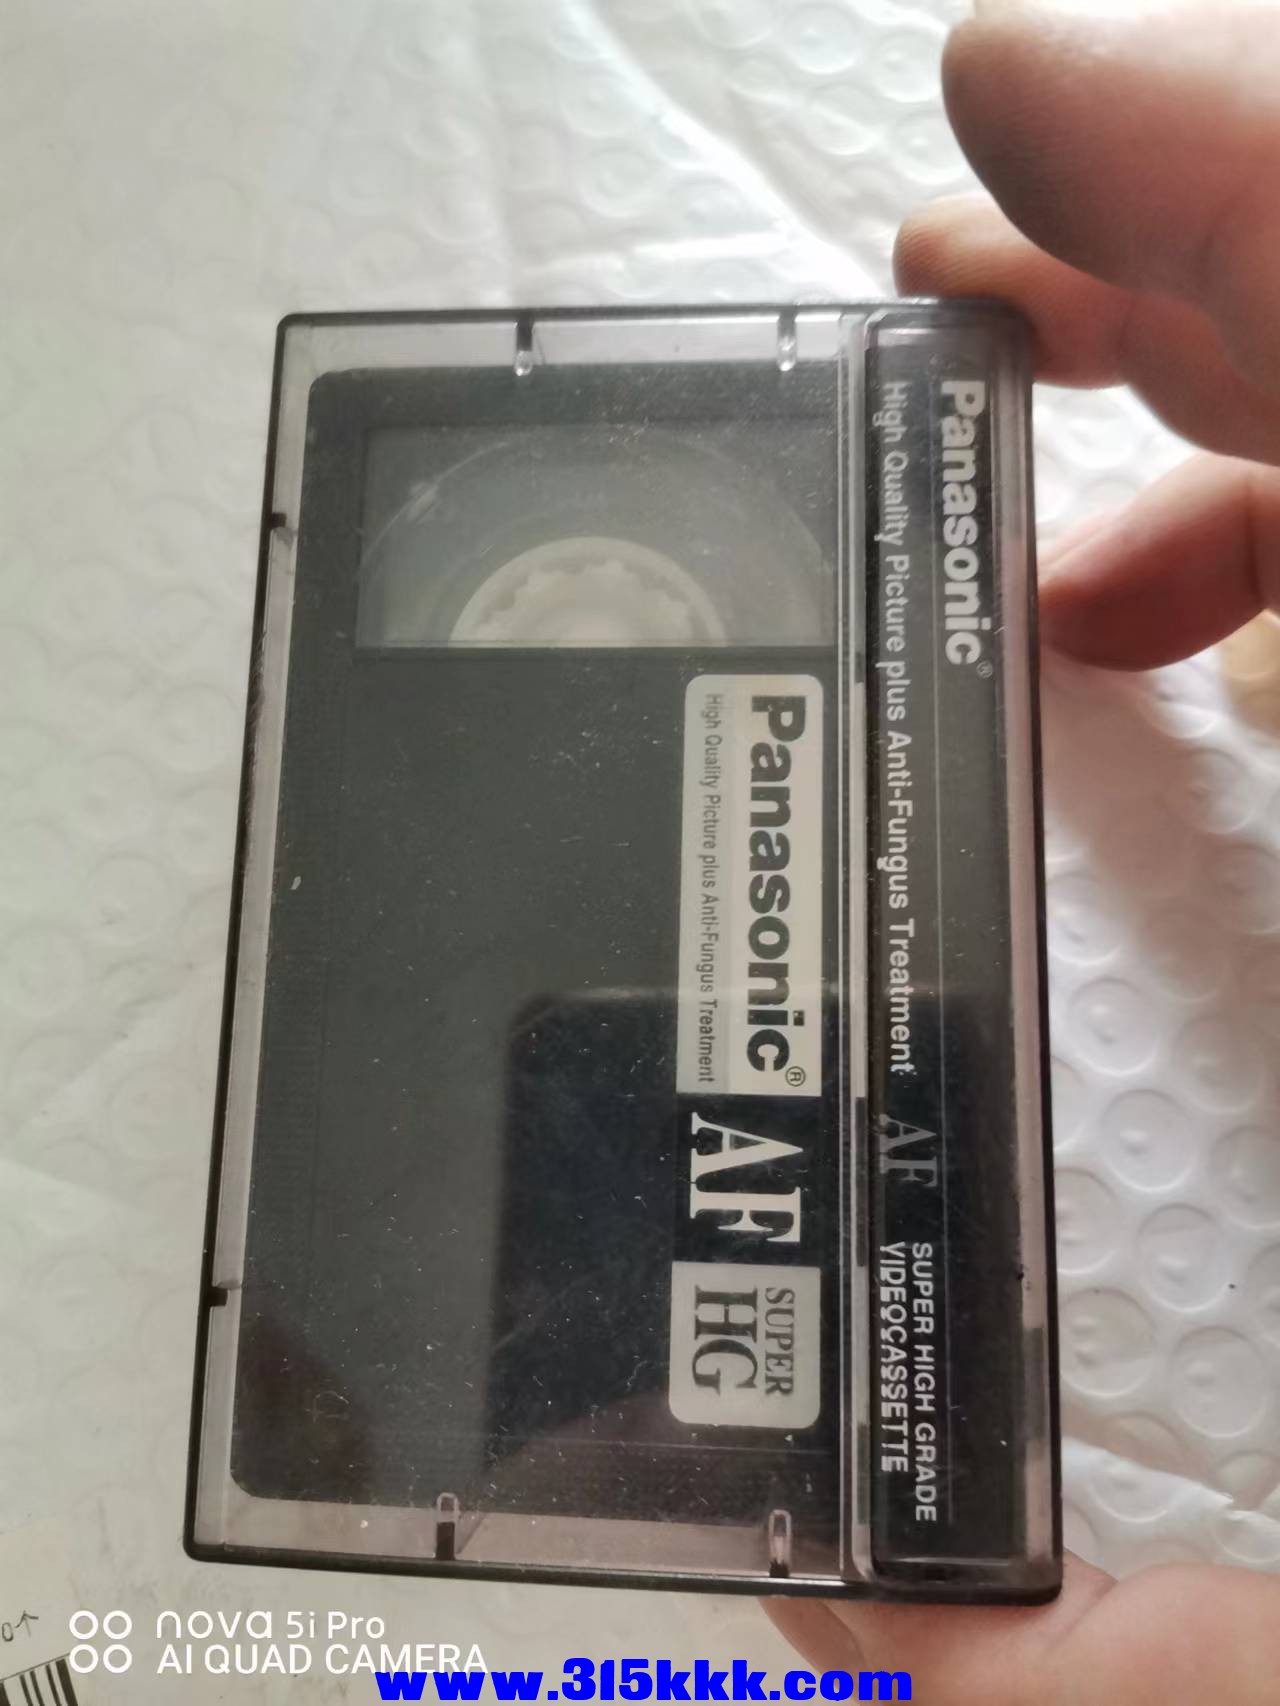 Panasonic®
High Quality Picture plus Anti-Fungus Treatment
AF
SUPER HIGH GRADE
VIDEOCASSETTE
Panasonic®
High Quality Picture plus Anti-Fungus Treatment
AF
SUPER
HG
nova 5i Pro
AI QUAD CAMERA
www.315kkk.com